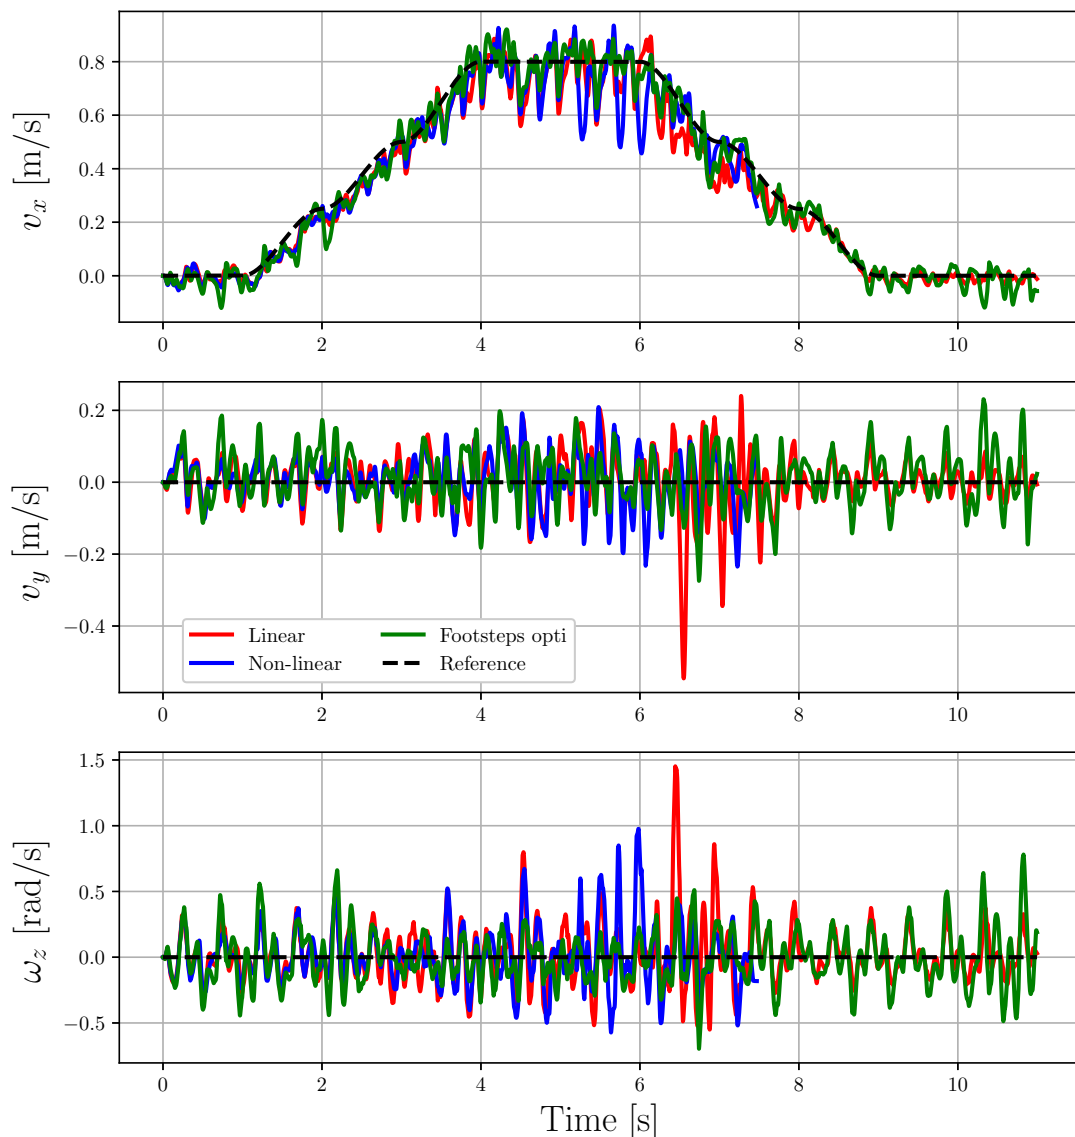 0.8
0.6
0.4
0.2
0.0
v_x [m/s]
0 2 4 6 8 10
0.2
0.0
−0.2
−0.4
v_y [m/s]
Linear Footsteps opti
Non-linear Reference
0 2 4 6 8 10
1.5
1.0
0.5
0.0
−0.5
ω_z [rad/s]
0 2 4 6 8 10
Time [s]